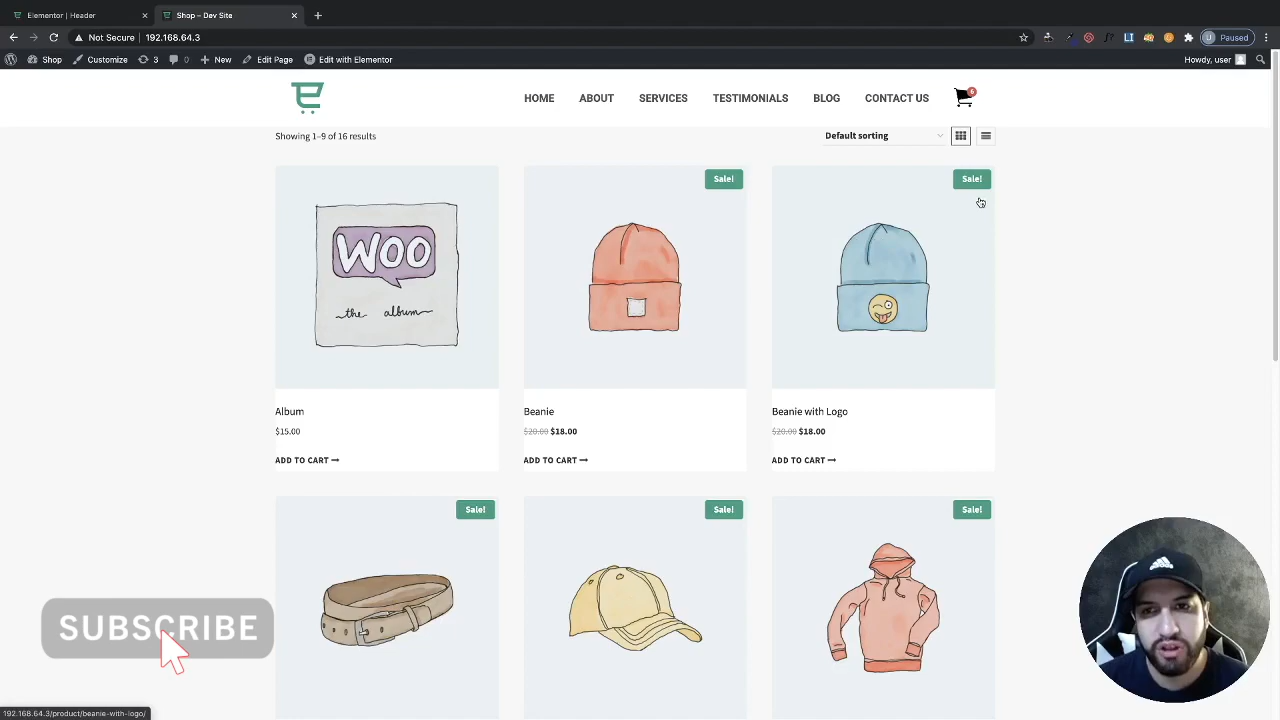 Elementor | Header
Shop – Dev Site
Not Secure | 192.168.64.3
Paused
Shop
Customize
3
0
New
Edit Page
Edit with Elementor
Howdy, user
HOME
ABOUT
SERVICES
TESTIMONIALS
BLOG
CONTACT US
6
Showing 1–9 of 16 results
Default sorting
Sale!
Sale!
WOO
the album
Album
Beanie
Beanie with Logo
$15.00
$20.00 $18.00
$20.00 $18.00
ADD TO CART
ADD TO CART
ADD TO CART
Sale!
Sale!
Sale!
SUBSCRIBE
192.168.64.3/product/beanie-with-logo/